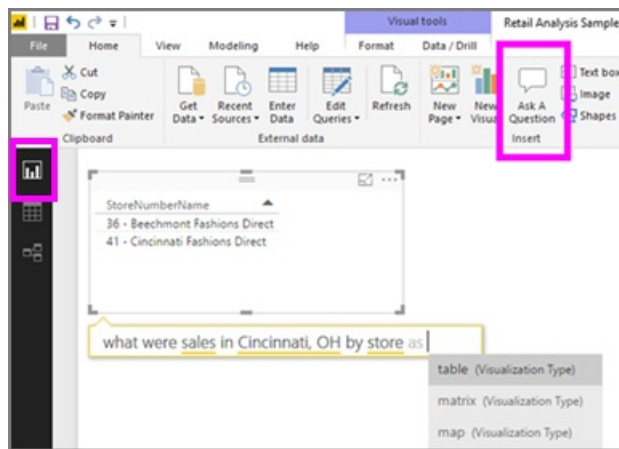 Visual tools
Retail Analysis Sample
File Home View Modeling Help Format Data / Drill
Paste
Cut
Copy
Format Painter
Clipboard
Get Data
Recent Sources
Enter Data
Edit Queries
External data
Refresh
New Page
New Visual
Ask A Question
Text box
Image
Shapes
Insert
StoreNumberName
36 - Beechmont Fashions Direct
41 - Cincinnati Fashions Direct
what were sales in Cincinnati, OH by store as
table (Visualization Type)
matrix (Visualization Type)
map (Visualization Type)